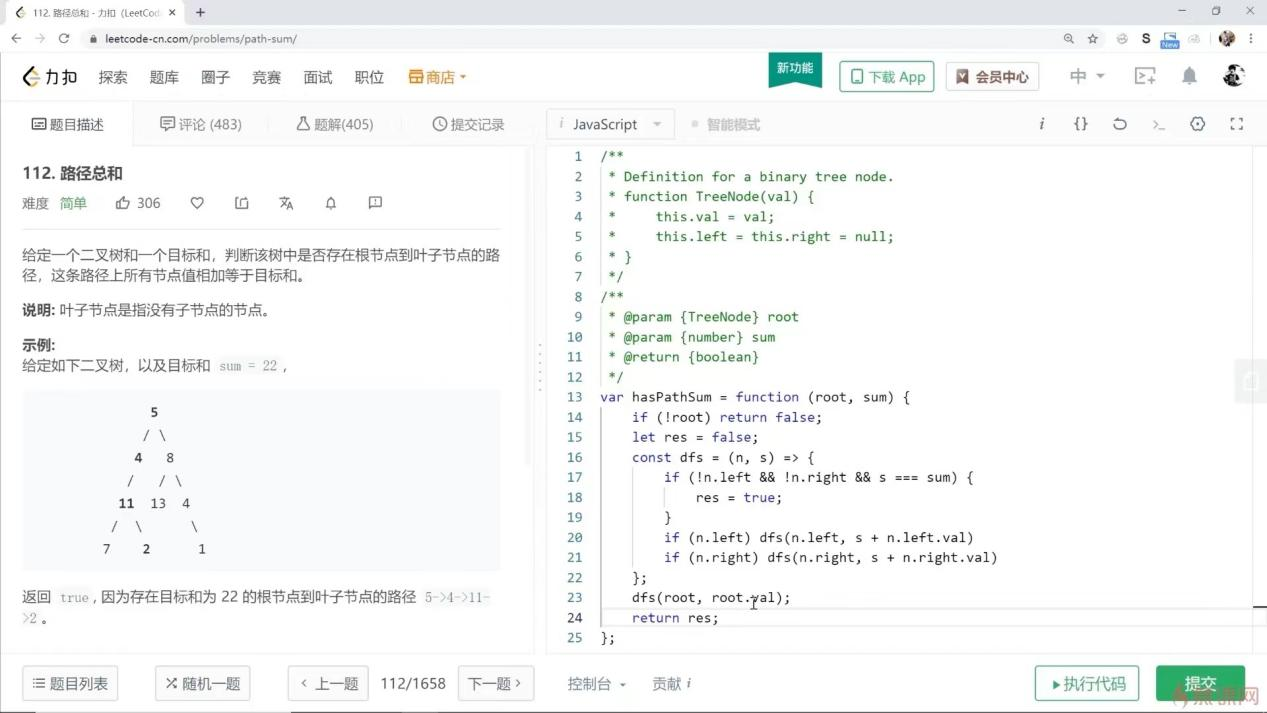 112. 路径总和 - 力扣（LeetCod
leetcode-cn.com/problems/path-sum/
S
New
力扣 探索 题库 圈子 竞赛 面试 职位 商店 新功能 下载 App 会员中心 中
题目描述 评论 (483) 题解(405) 提交记录
i JavaScript 智能模式
112. 路径总和
难度 简单 306
给定一个二叉树和一个目标和，判断该树中是否存在根节点到叶子节点的路
径，这条路径上所有节点值相加等于目标和。
说明: 叶子节点是指没有子节点的节点。
示例:
给定如下二叉树，以及目标和 sum = 22 ，
5
/ \
4 8
/ / \
11 13 4
/ \ \
7 2 1
返回 true , 因为存在目标和为 22 的根节点到叶子节点的路径 5->4->11-
>2 。
1 /**
2 * Definition for a binary tree node.
3 * function TreeNode(val) {
4 * this.val = val;
5 * this.left = this.right = null;
6 * }
7 */
8 /**
9 * @param {TreeNode} root
10 * @param {number} sum
11 * @return {boolean}
12 */
13 var hasPathSum = function (root, sum) {
14 if (!root) return false;
15 let res = false;
16 const dfs = (n, s) => {
17 if (!n.left && !n.right && s === sum) {
18 res = true;
19 }
20 if (n.left) dfs(n.left, s + n.left.val)
21 if (n.right) dfs(n.right, s + n.right.val)
22 };
23 dfs(root, root.val);
24 return res;
25 };
题目列表 随机一题 上一题 112/1658 下一题 控制台 贡献 i 执行代码 提交
慕课网